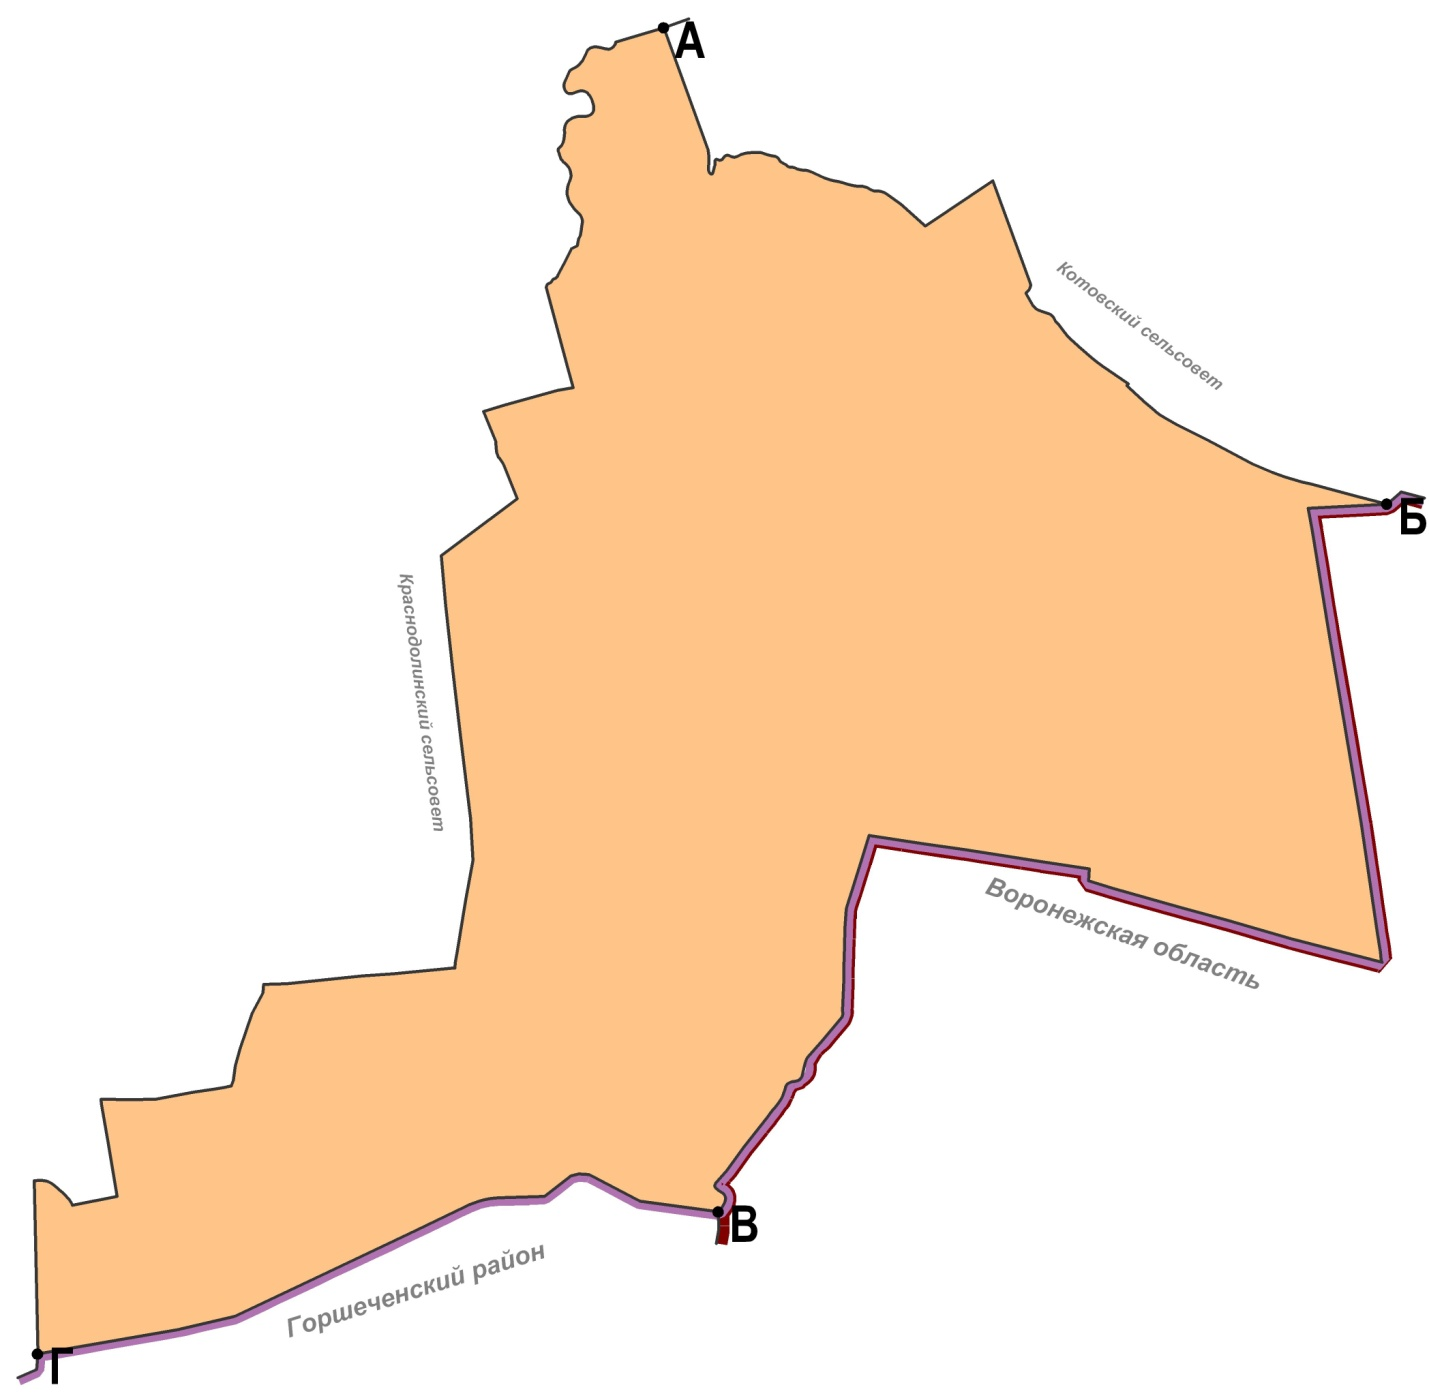 А
Котовский сельсовет
Б
Краснодолинский сельсовет
Воронежская область
В
Горшеченский район
Г